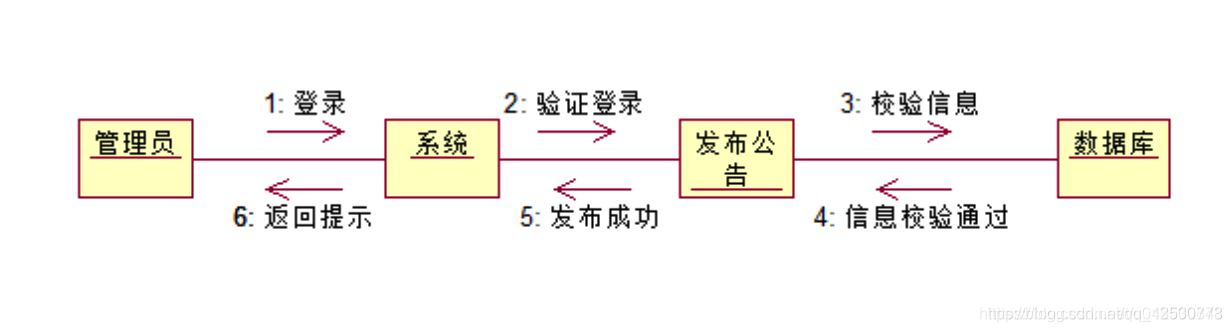 1: 登录
2: 验证登录
3: 校验信息
管理员
系统
发布公
告
数据库
6: 返回提示
5: 发布成功
4: 信息校验通过